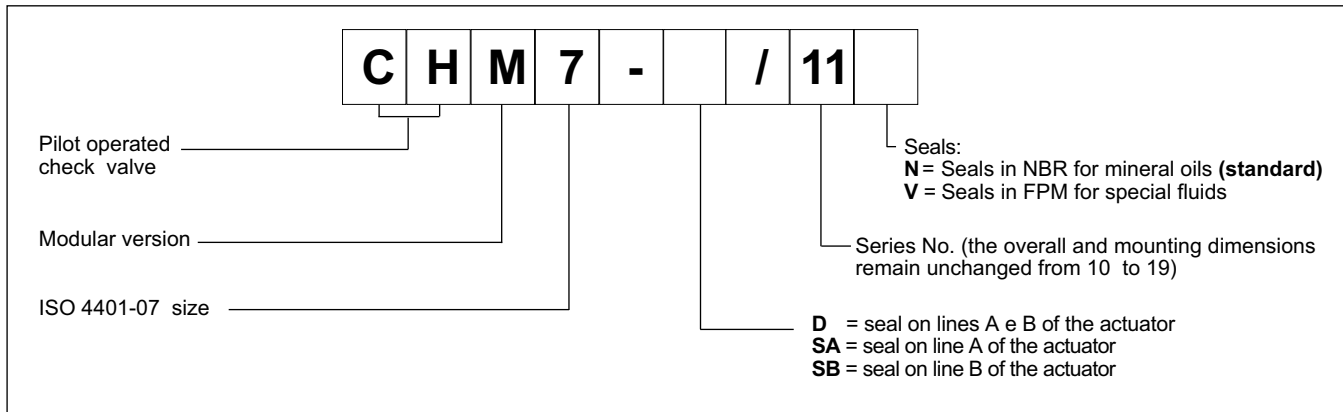 C H M 7 - / 11
Pilot operated
check valve
Seals:
N = Seals in NBR for mineral oils (standard)
V = Seals in FPM for special fluids
Modular version
Series No. (the overall and mounting dimensions
remain unchanged from 10 to 19)
ISO 4401-07 size
D = seal on lines A e B of the actuator
SA = seal on line A of the actuator
SB = seal on line B of the actuator